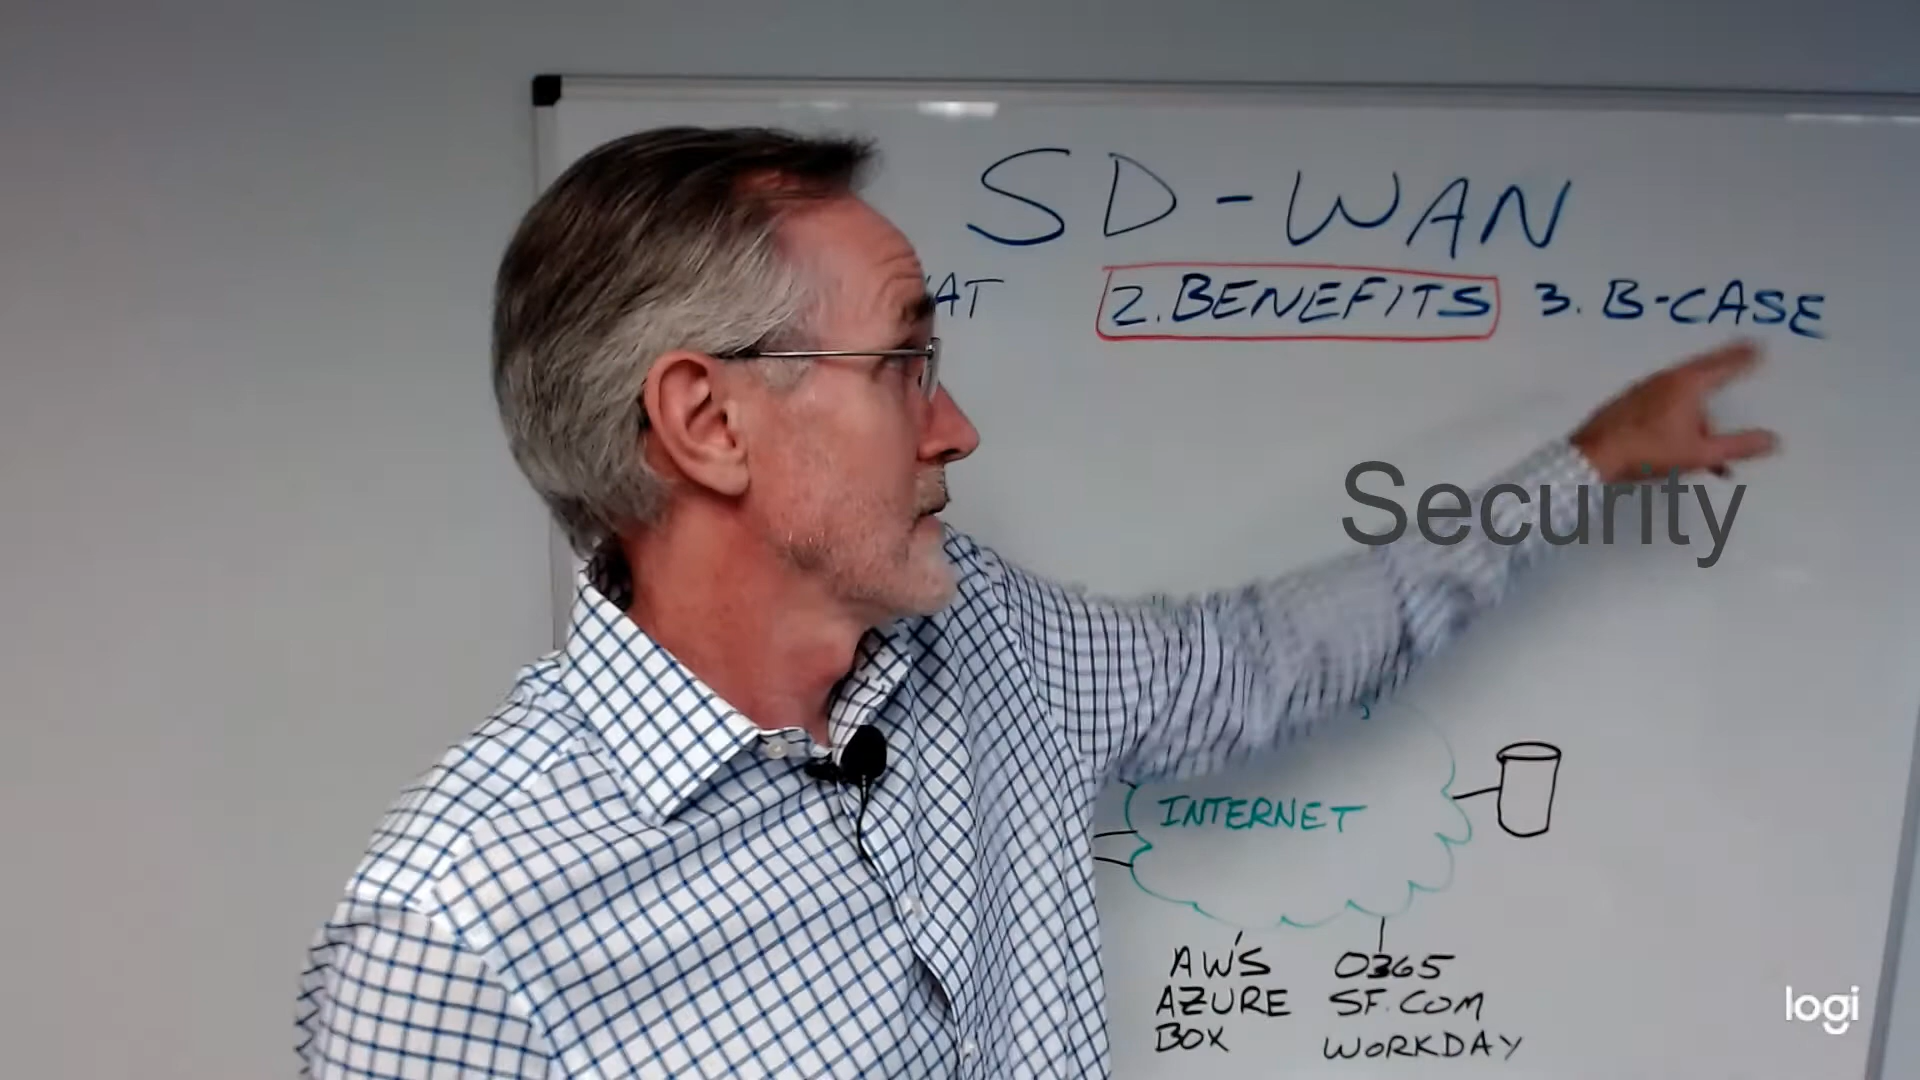 SD-WAN
AT 2. BENEFITS 3. B-CASE
Security
INTERNET
AWS O365
AZURE SF.COM
BOX WORKDAY
logi